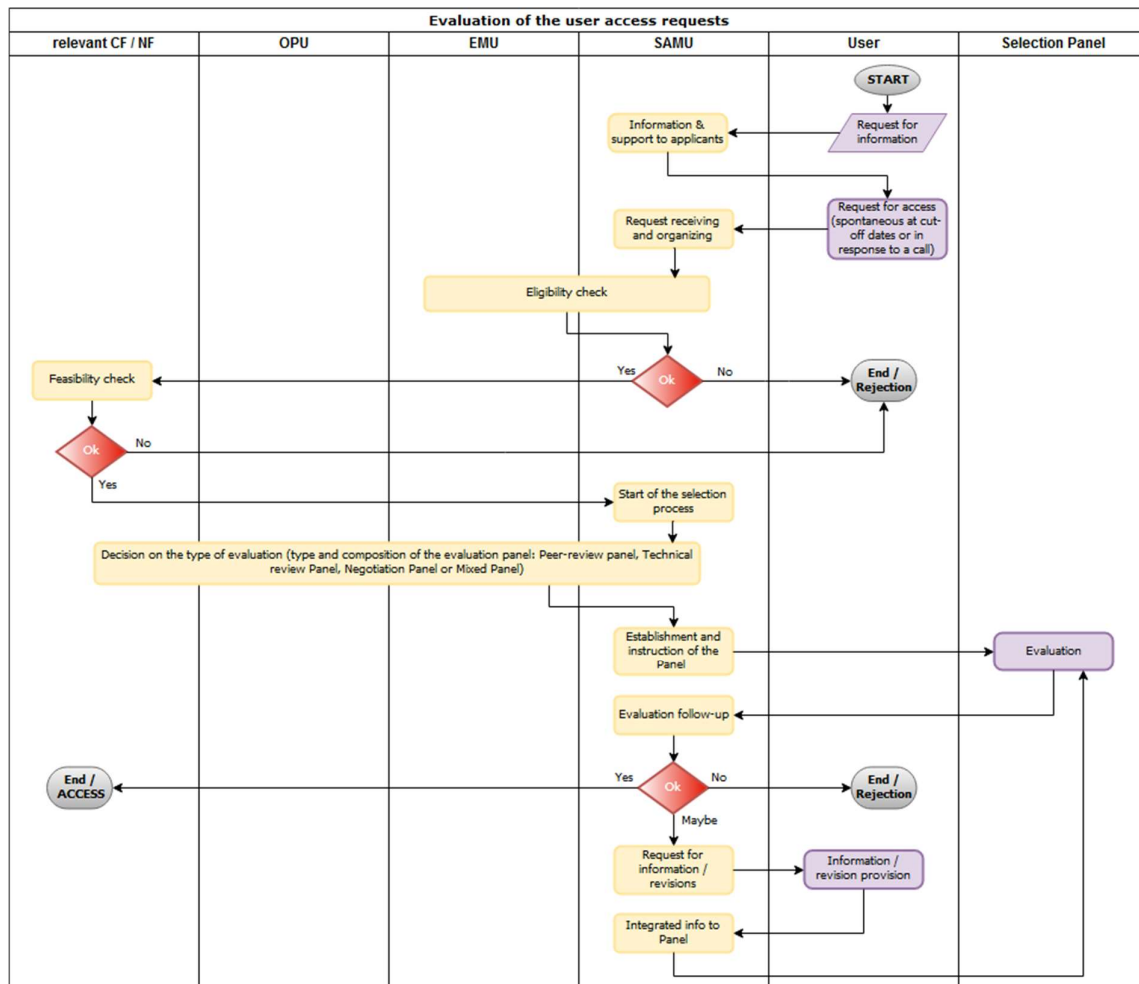 Evaluation of the user access requests
relevant CF / NF
OPU
EMU
SAMU
User
Selection Panel
START
Information &
support to applicants
Request for
information
Request receiving
and organizing
Request for access
(spontaneous at cut-
off dates or in
response to a call)
Eligibility check
Feasibility check
Yes
Ok
No
End /
Rejection
Ok
No
Yes
Start of the selection
process
Decision on the type of evaluation (type and composition of the evaluation panel: Peer-review panel, Technical
review Panel, Negotiation Panel or Mixed Panel)
Establishment and
instruction of the
Panel
Evaluation
Evaluation follow-up
End /
ACCESS
Yes
Ok
No
End /
Rejection
Maybe
Request for
information /
revisions
Information /
revision provision
Integrated info to
Panel